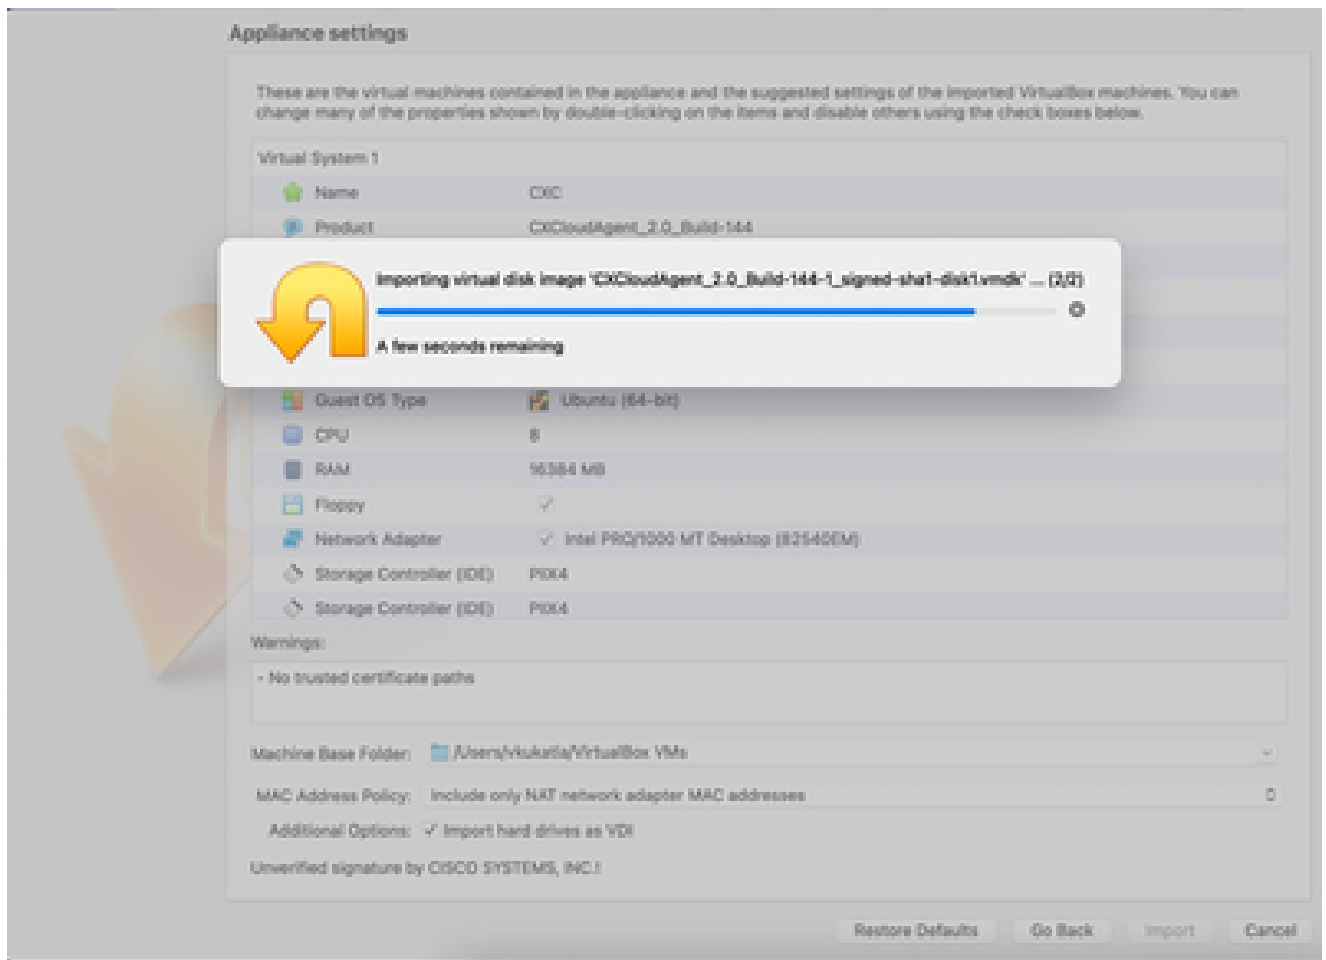 Appliance settings
These are the virtual machines contained in the appliance and the suggested settings of the imported VirtualBox machines. You can
change many of the properties shown by double-clicking on the items and disable others using the check boxes below.
Virtual System 1
Name CXC
Product CXCloudAgent_2.0_Build-144
Importing virtual disk image 'CXCloudAgent_2.0_Build-144-1_signed-sha1-disk1.vmdk' ... (2/2)
A few seconds remaining
Guest OS Type Ubuntu (64-bit)
CPU 8
RAM 16384 MB
Floppy
Network Adapter Intel PRO/1000 MT Desktop (82540EM)
Storage Controller (IDE) PIIX4
Storage Controller (IDE) PIIX4
Warnings:
- No trusted certificate paths
Machine Base Folder: /Users/vkukatla/VirtualBox VMs
MAC Address Policy: Include only NAT network adapter MAC addresses
Additional Options: Import hard drives as VDI
Unverified signature by CISCO SYSTEMS, INC.!
Restore Defaults Go Back Import Cancel